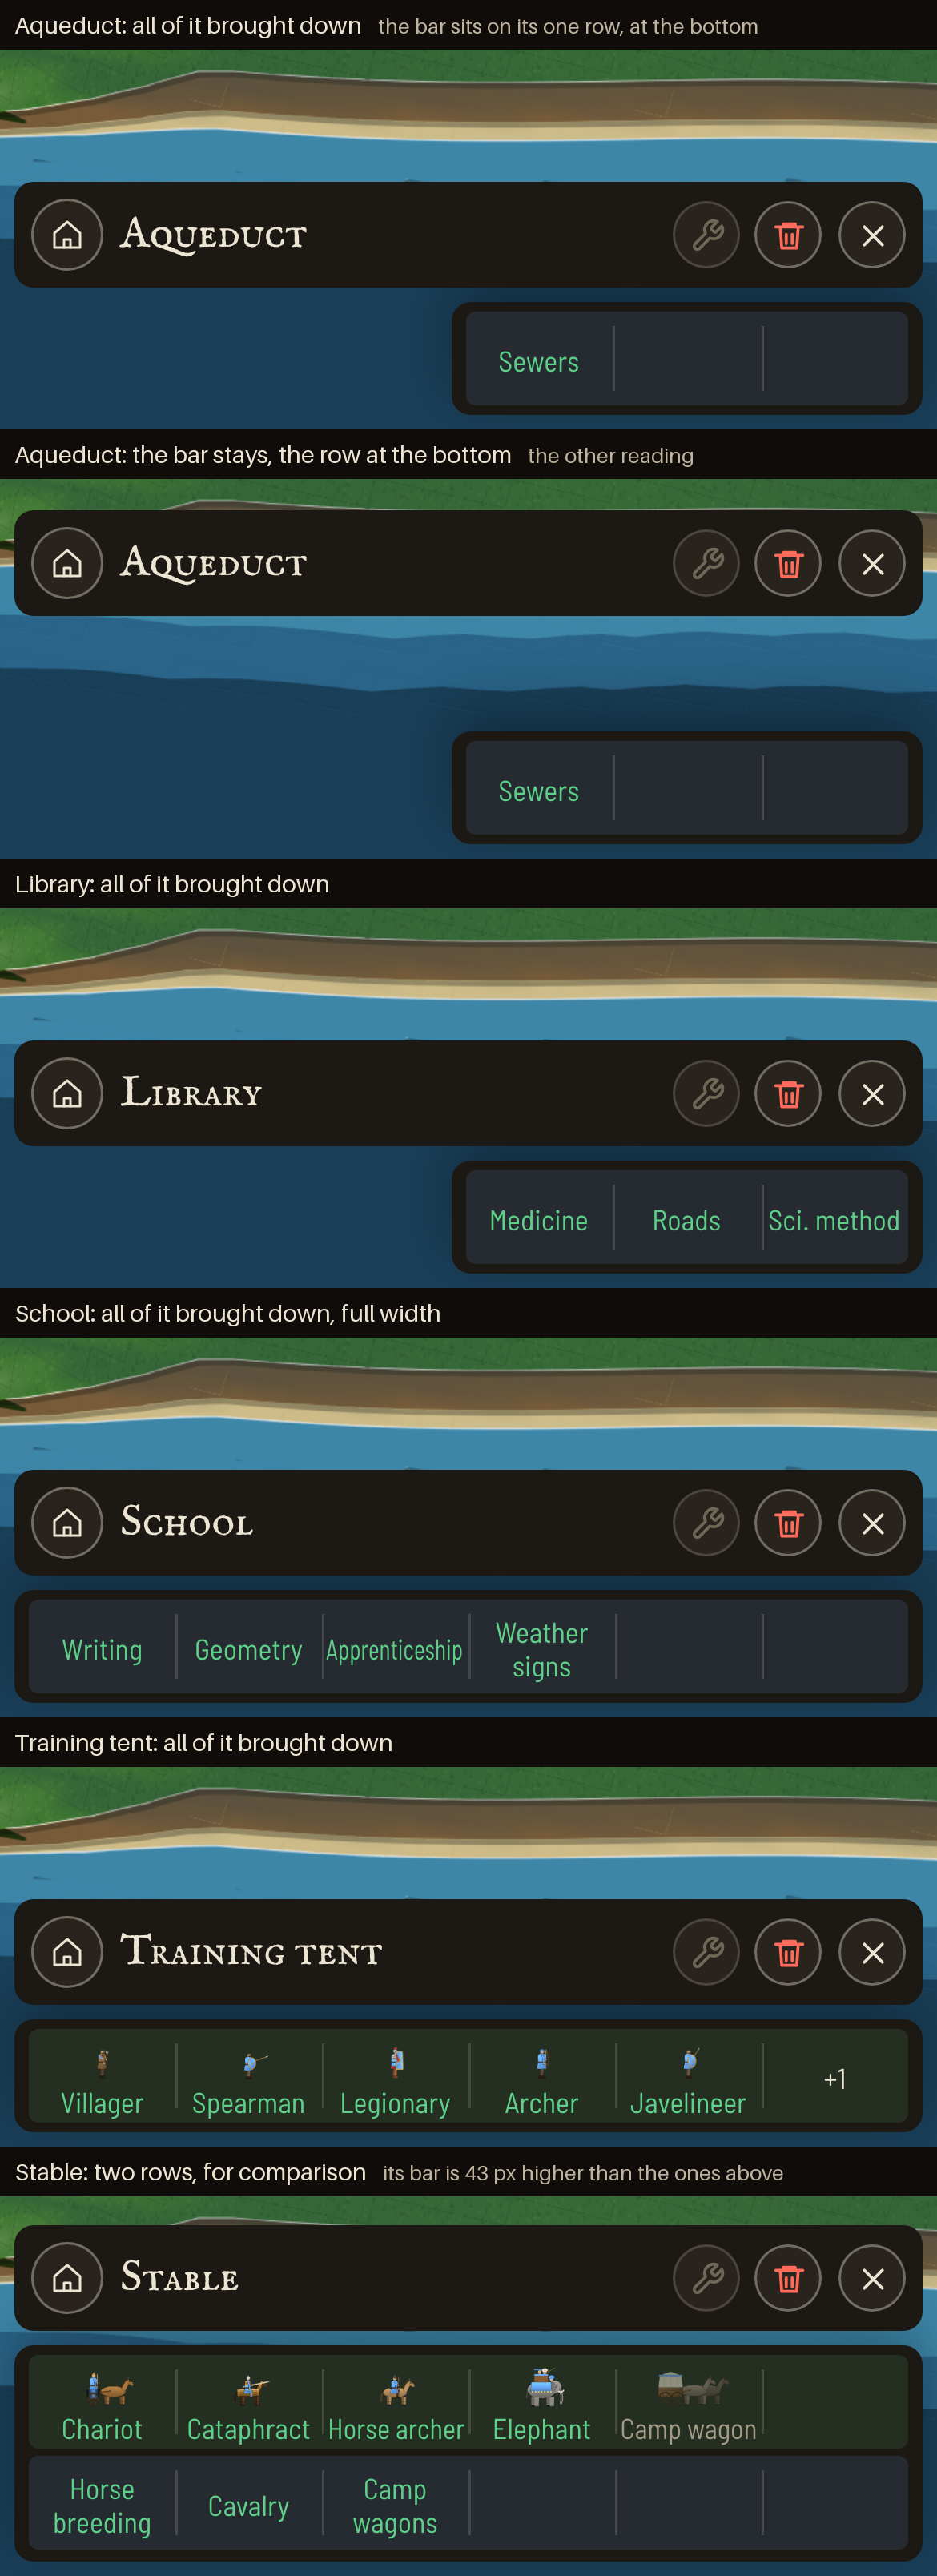 Aqueduct: all of it brought down the bar sits on its one row, at the bottom
Aqueduct
Sewers
Aqueduct: the bar stays, the row at the bottom the other reading
Aqueduct
Sewers
Library: all of it brought down
Library
Medicine Roads Sci. method
School: all of it brought down, full width
School
Writing Geometry Apprenticeship Weather signs
Training tent: all of it brought down
Training tent
Villager Spearman Legionary Archer Javelineer +1
Stable: two rows, for comparison its bar is 43 px higher than the ones above
Stable
Chariot Cataphract Horse archer Elephant Camp wagon
Horse breeding Cavalry Camp wagons